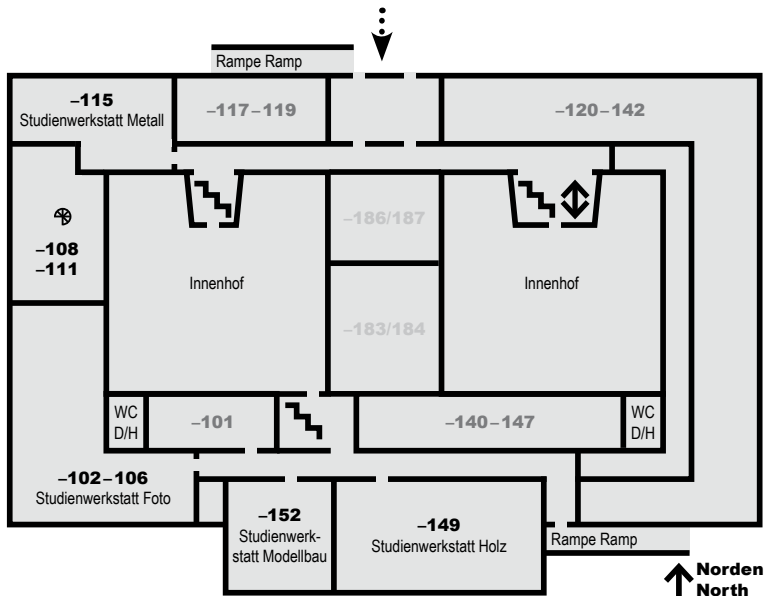 Rampe Ramp
–115
Studienwerkstatt Metall
–117–119
–120–142
–108
–111
–186/187
Innenhof
Innenhof
–183/184
WC
D/H
–101
–140–147
WC
D/H
–102–106
Studienwerkstatt Foto
–152
Studienwerk-
statt Modellbau
–149
Studienwerkstatt Holz
Rampe Ramp
Norden
North